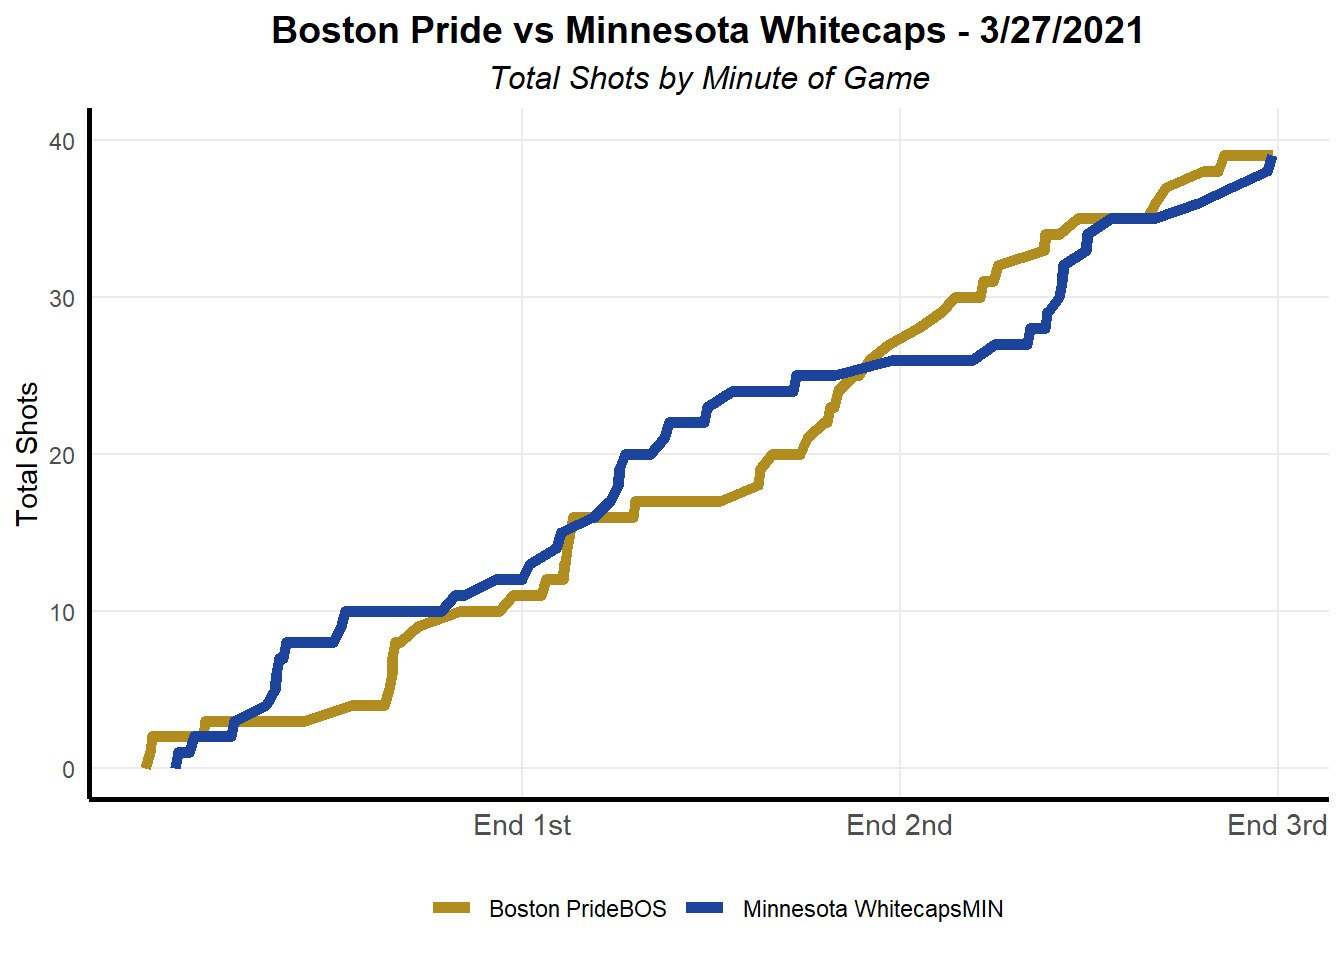 Boston Pride vs Minnesota Whitecaps - 3/27/2021
Total Shots by Minute of Game
40
30
20
10
0
Total Shots
End 1st End 2nd End 3rd
Boston PrideBOS Minnesota WhitecapsMIN